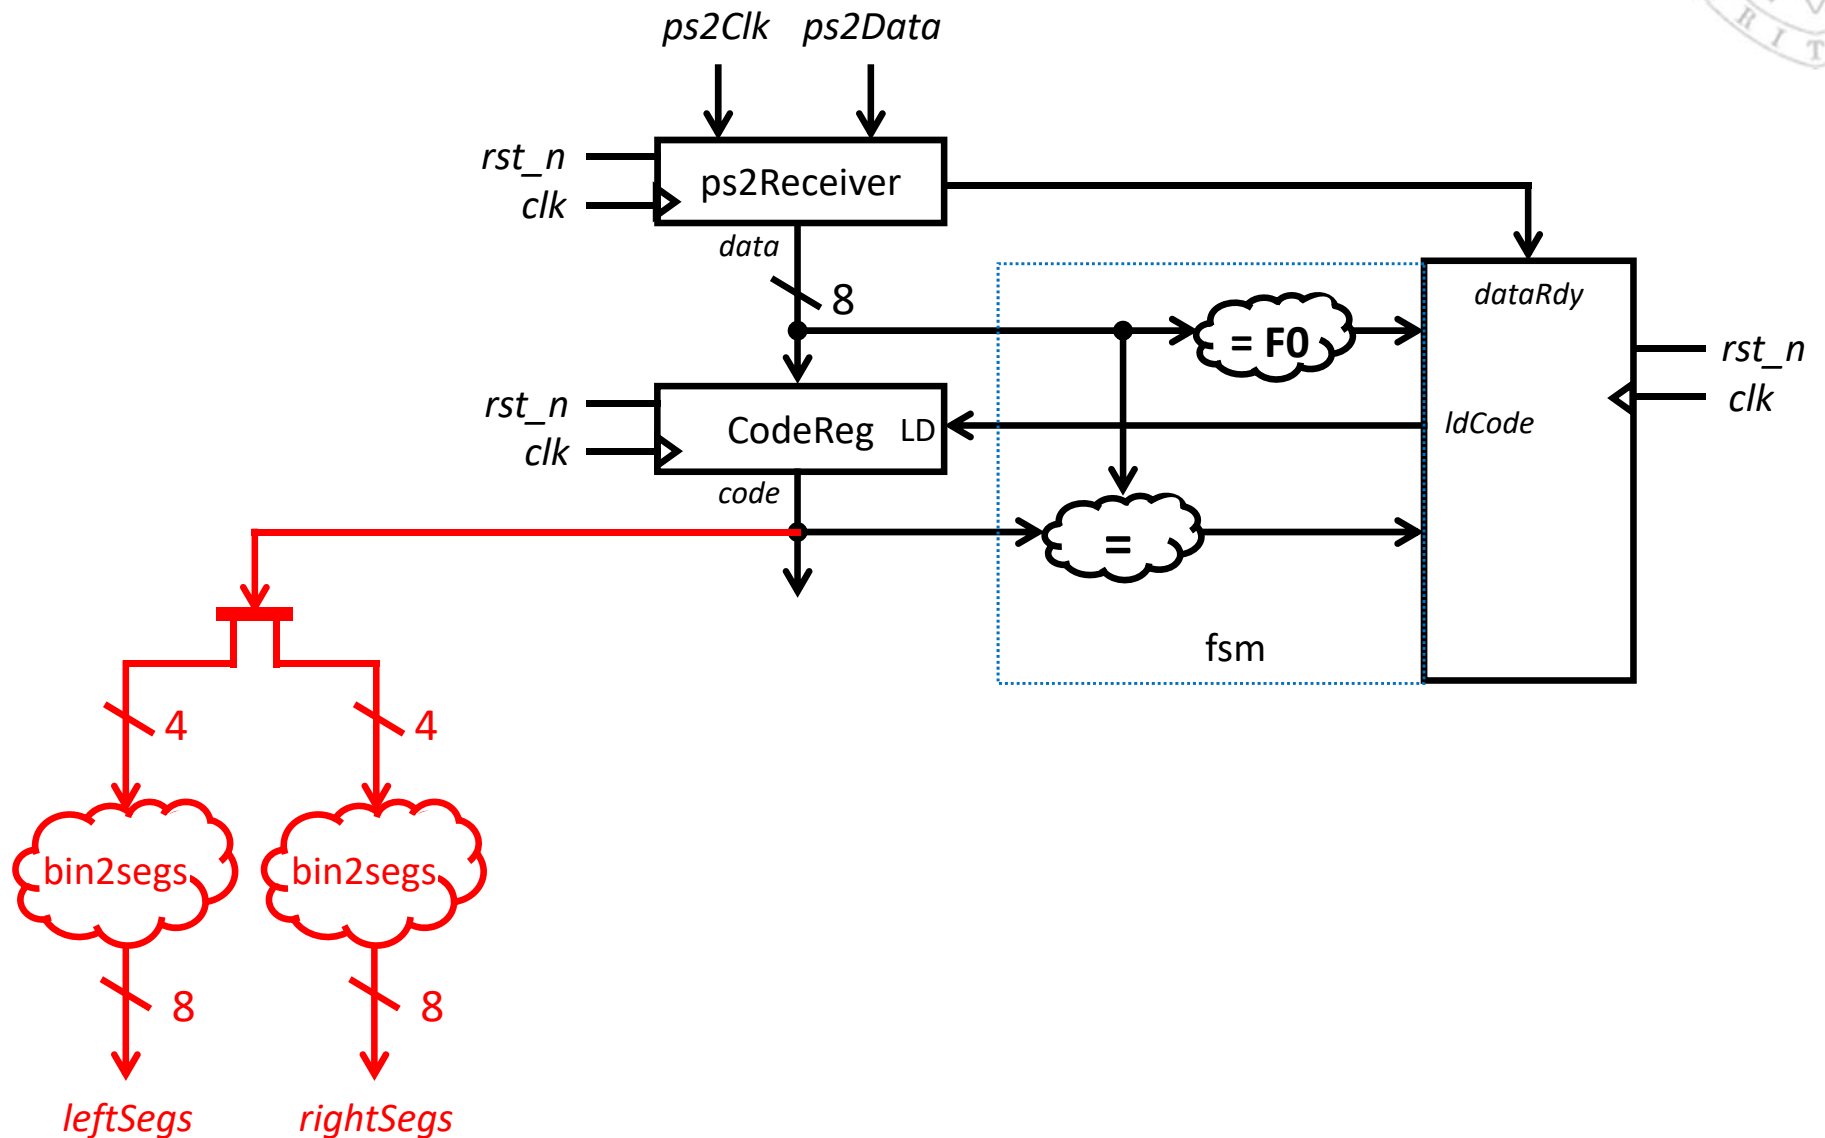 ps2Clk ps2Data
R I T
rst_n
clk
ps2Receiver
data
8
= F0
dataRdy
rst_n
clk
rst_n
clk
CodeReg LD
ldCode
code
=
fsm
4
4
bin2segs
bin2segs
8
8
leftSegs
rightSegs